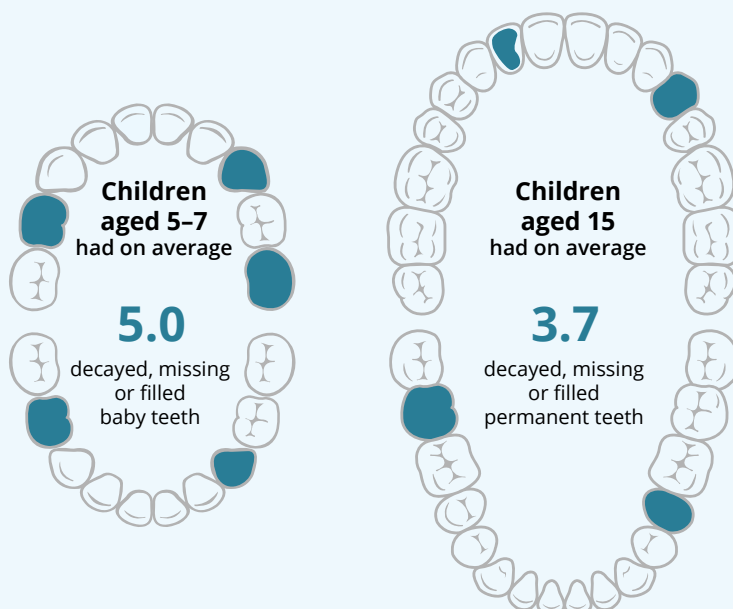 Children
aged 5–7
had on average
5.0
decayed, missing
or filled
baby teeth
Children
aged 15
had on average
3.7
decayed, missing
or filled
permanent teeth